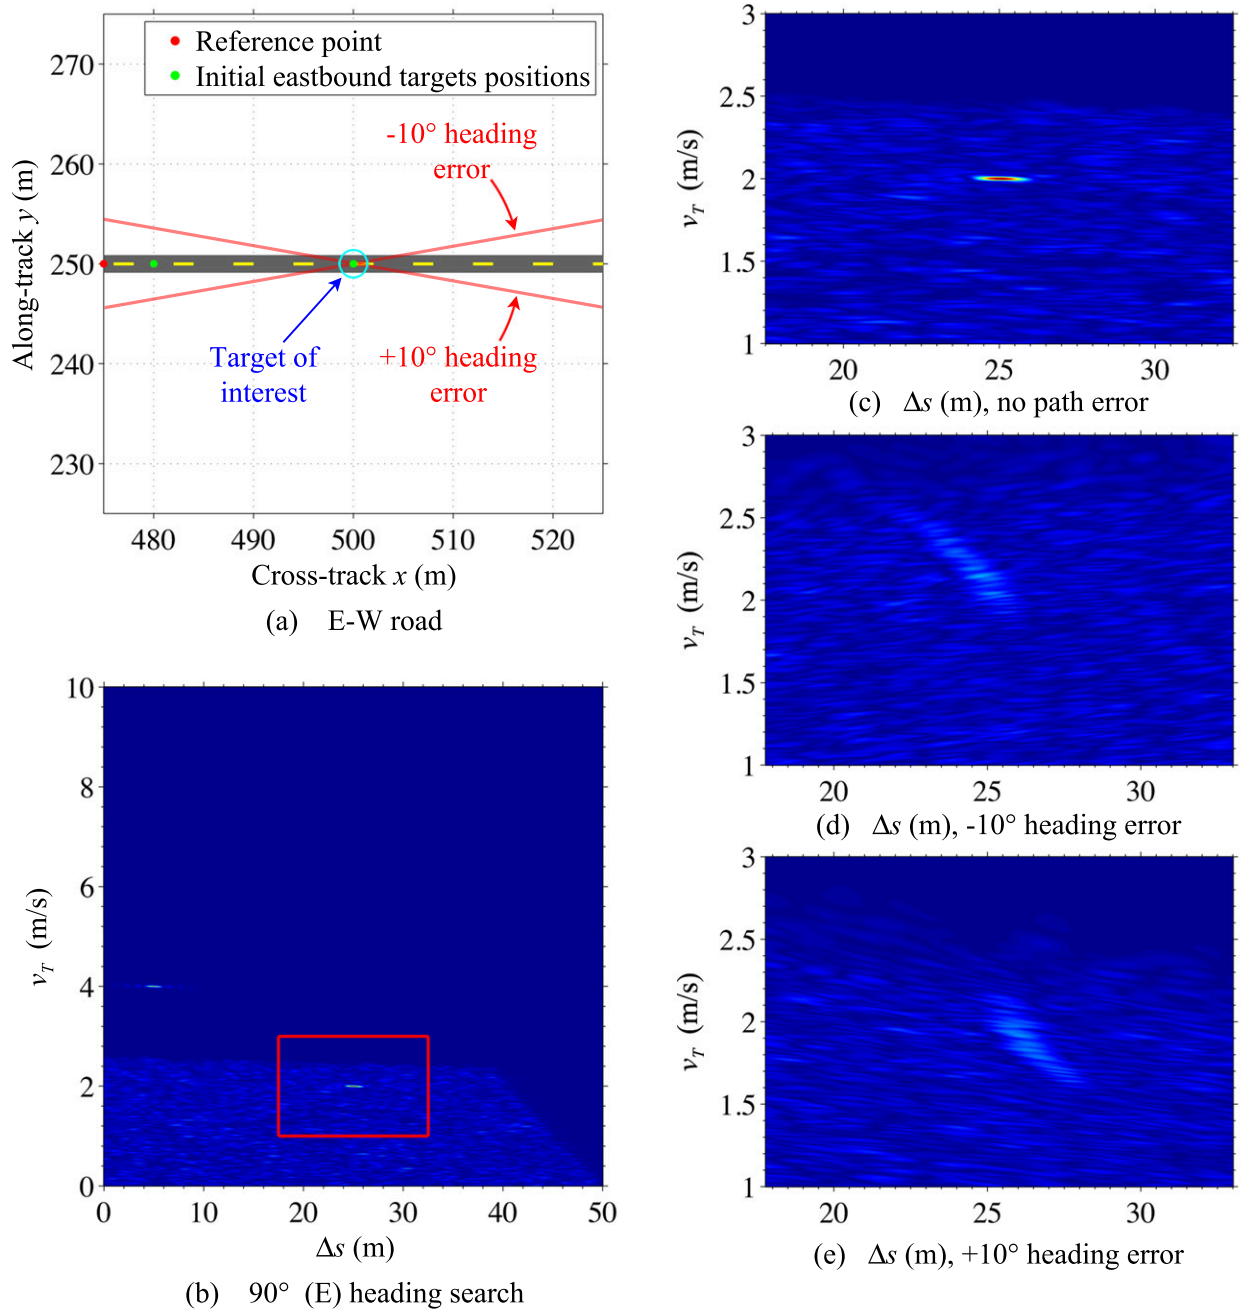 Reference point
Initial eastbound targets positions
-10° heading
error
Target of
interest
+10° heading
error
270
260
250
240
230
Along-track y (m)
480 490 500 510 520
Cross-track x (m)
(a) E-W road
10
8
6
4
2
0
v_T (m/s)
0 10 20 30 40 50
Δs (m)
(b) 90° (E) heading search
3
2.5
2
1.5
1
v_T (m/s)
20 25 30
(c) Δs (m), no path error
3
2.5
2
1.5
1
v_T (m/s)
20 25 30
(d) Δs (m), -10° heading error
3
2.5
2
1.5
1
v_T (m/s)
20 25 30
(e) Δs (m), +10° heading error